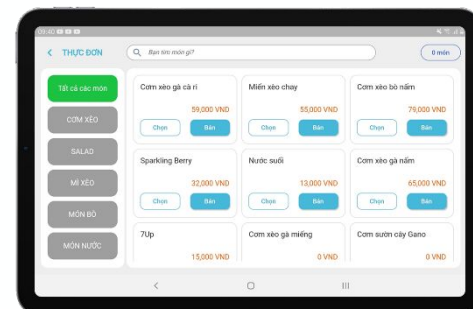 09:40
THỰC ĐƠN
Bạn tìm món gì?
0 món
Tất cả các món
CƠM XÈO
SALAD
MÌ XÈO
MÓN BÒ
MÓN NƯỚC
Cơm xèo gà cà ri
59,000 VND
Chọn
Bán
Miến xèo chay
55,000 VND
Chọn
Bán
Cơm xèo bò nấm
79,000 VND
Chọn
Bán
Sparkling Berry
32,000 VND
Chọn
Bán
Nước suối
13,000 VND
Chọn
Bán
Cơm xèo gà nấm
65,000 VND
Chọn
Bán
7Up
15,000 VND
Cơm xèo gà miếng
0 VND
Cơm sườn cây Gano
0 VND